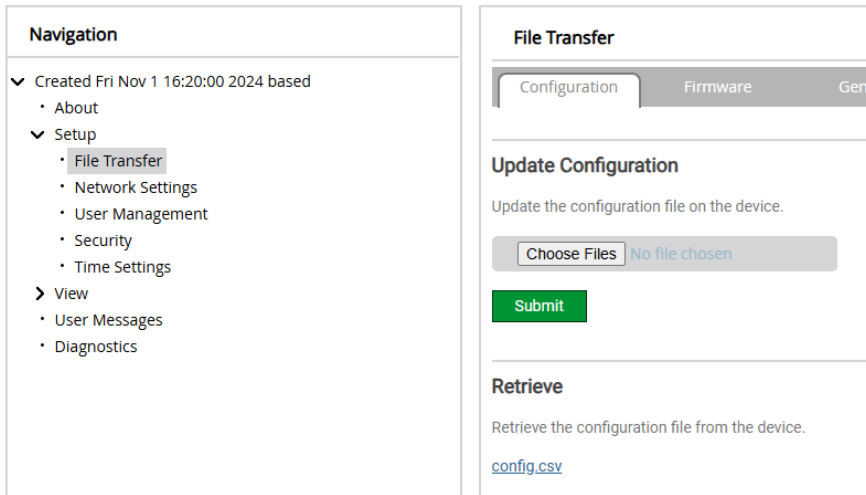 Navigation
Created Fri Nov 1 16:20:00 2024 based
About
Setup
File Transfer
Network Settings
User Management
Security
Time Settings
View
User Messages
Diagnostics
File Transfer
Configuration
Firmware
Gen
Update Configuration
Update the configuration file on the device.
Choose Files No file chosen
Submit
Retrieve
Retrieve the configuration file from the device.
config.csv